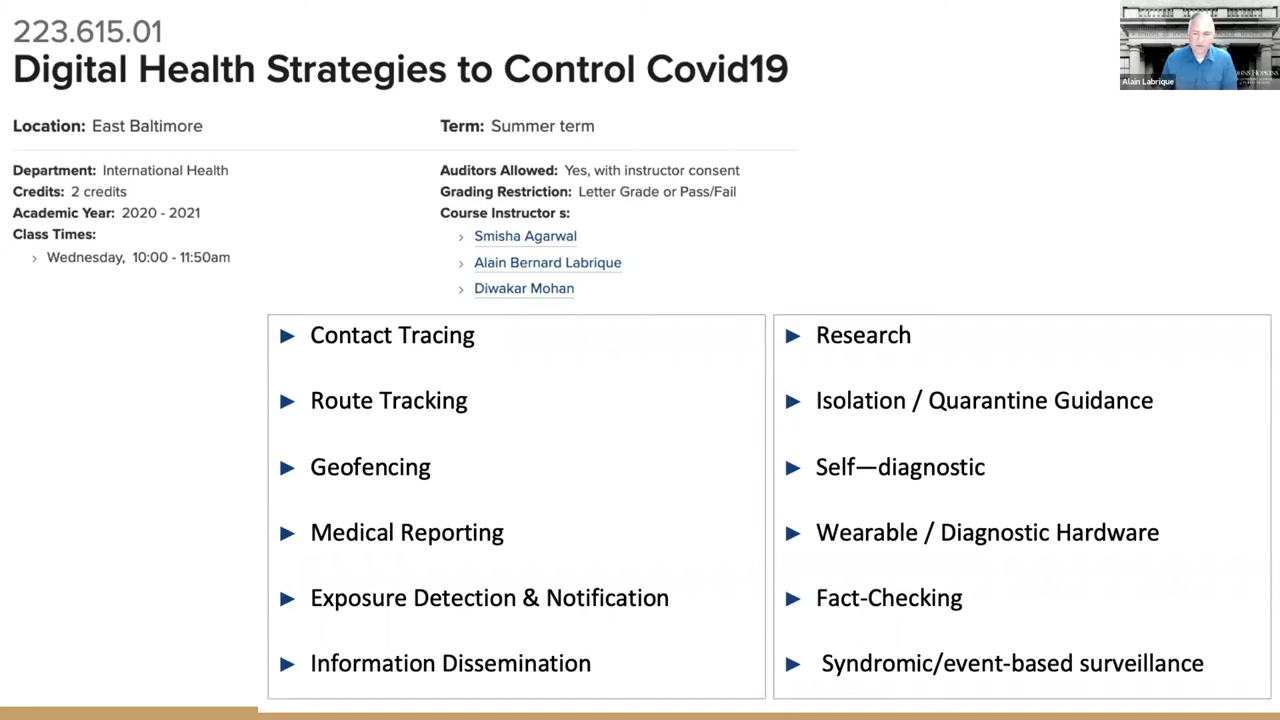 223.615.01
Digital Health Strategies to Control Covid19
Location: East Baltimore
Term: Summer term
Department: International Health
Credits: 2 credits
Academic Year: 2020 - 2021
Class Times:
Wednesday, 10:00 - 11:50am
Auditors Allowed: Yes, with instructor consent
Grading Restriction: Letter Grade or Pass/Fail
Course Instructor s:
Smisha Agarwal
Alain Bernard Labrique
Diwakar Mohan
Contact Tracing
Route Tracking
Geofencing
Medical Reporting
Exposure Detection & Notification
Information Dissemination
Research
Isolation / Quarantine Guidance
Self—diagnostic
Wearable / Diagnostic Hardware
Fact-Checking
Syndromic/event-based surveillance
Alain Labrique